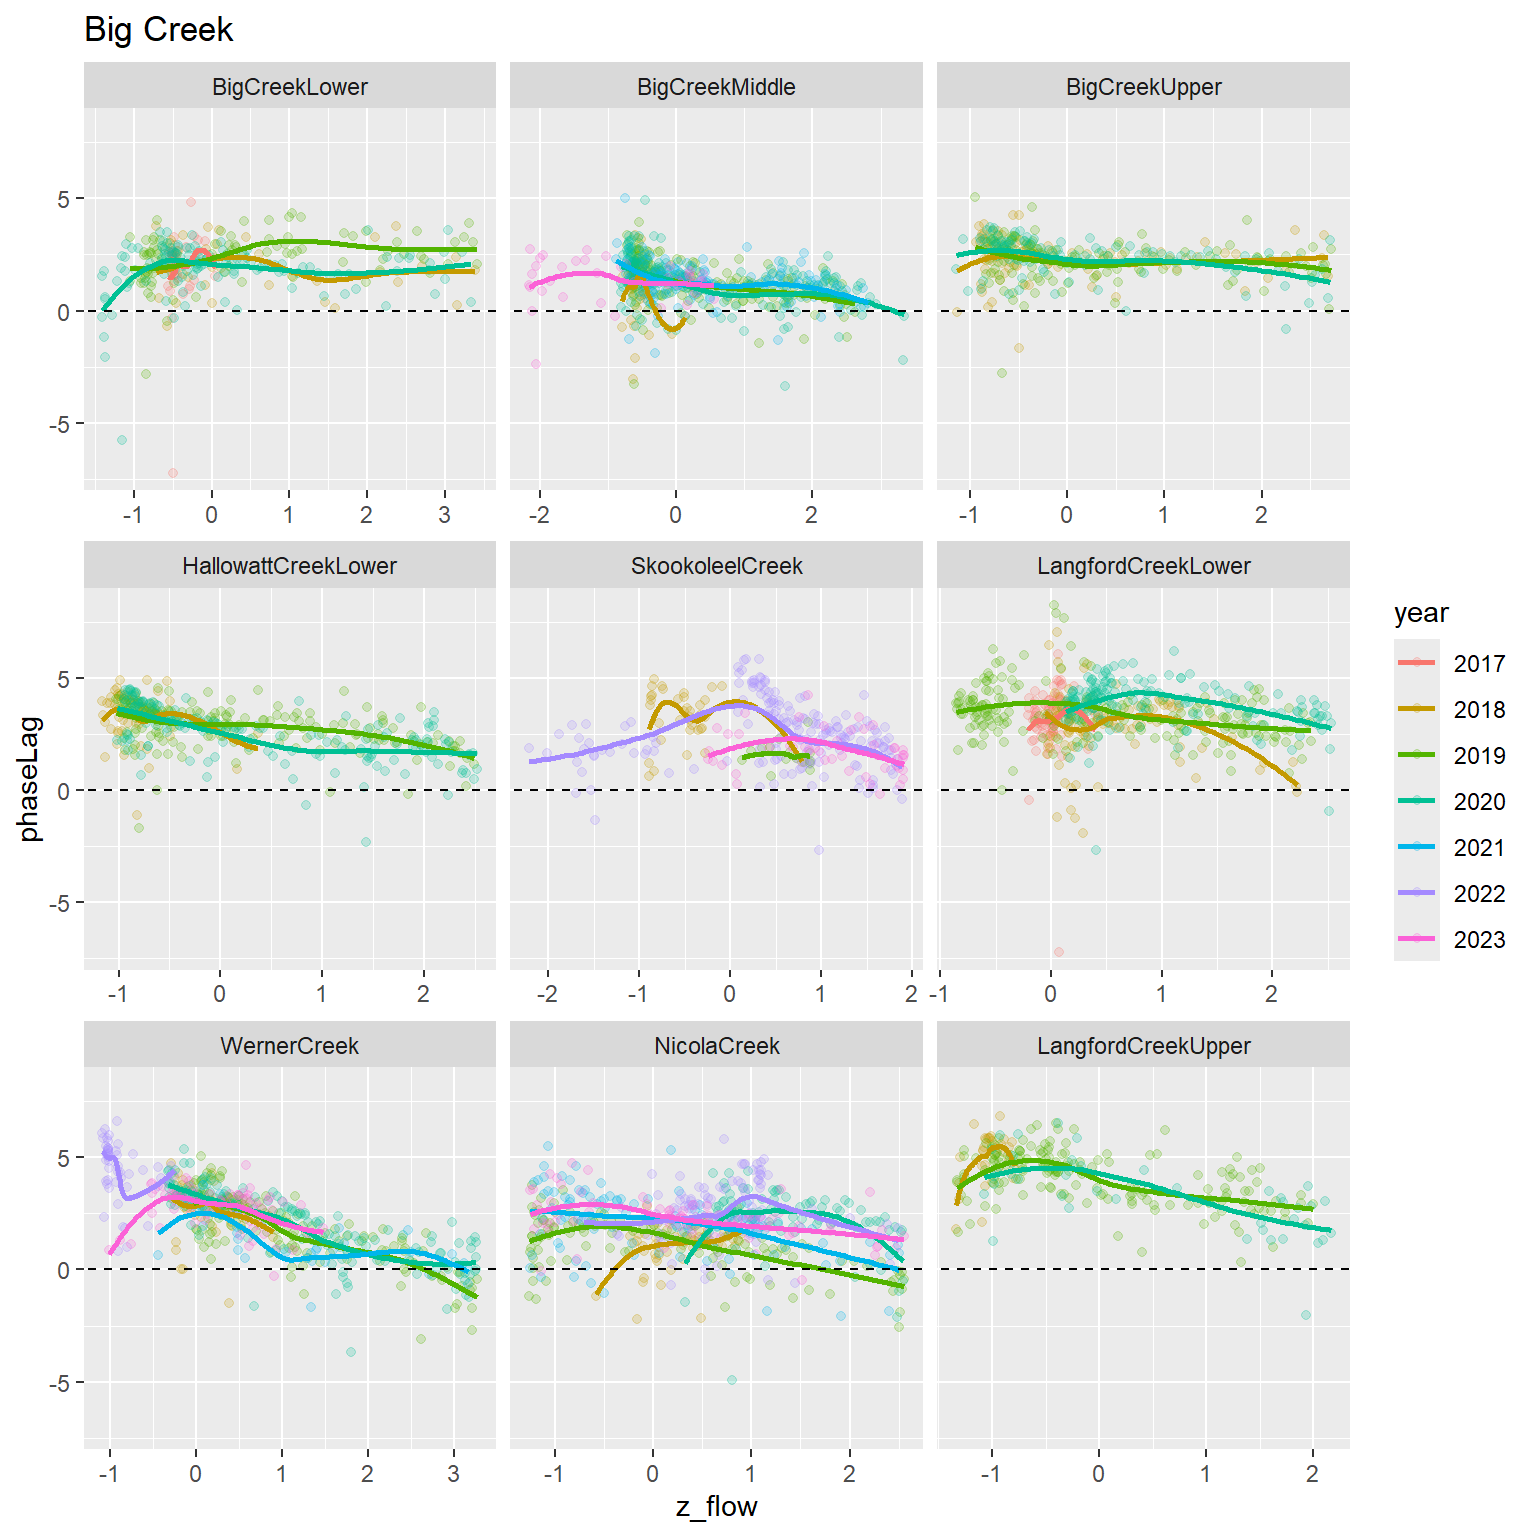 Big Creek
BigCreekLower BigCreekMiddle BigCreekUpper
5
0
-5
-1 0 1 2 3 -2 0 2 -1 0 1 2
HallowattCreekLower SkookoleelCreek LangfordCreekLower
5
0
-5
-1 0 1 2 -2 -1 0 1 2 -1 0 1 2
WernerCreek NicolaCreek LangfordCreekUpper
5
0
-5
-1 0 1 2 3 -1 0 1 2 -1 0 1 2
phaseLag
z_flow
year
2017
2018
2019
2020
2021
2022
2023